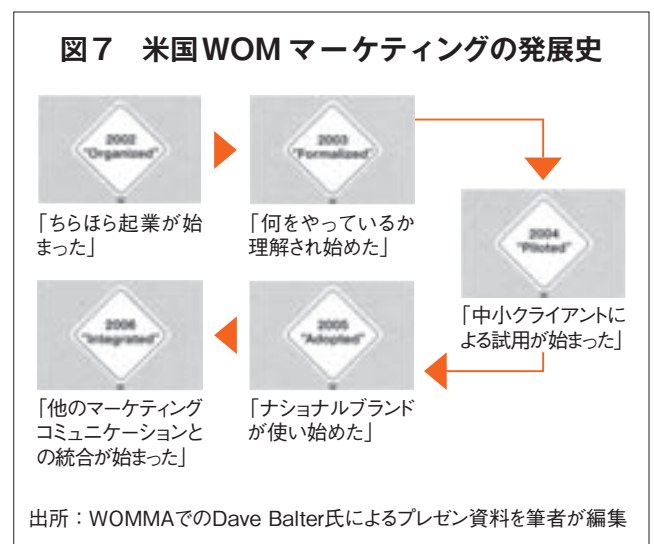 図7　米国WOMマーケティングの発展史
2002
"Organized"
「ちらほら起業が始
まった」
2003
"Formalized"
「何をやっているか
理解され始めた」
2004
"Piloted"
「中小クライアントに
よる試用が始まった」
2005
"Adopted"
「ナショナルブランド
が使い始めた」
2006
"Integrated"
「他のマーケティング
コミュニケーションと
の統合が始まった」
出所：WOMMAでのDave Balter氏によるプレゼン資料を筆者が編集